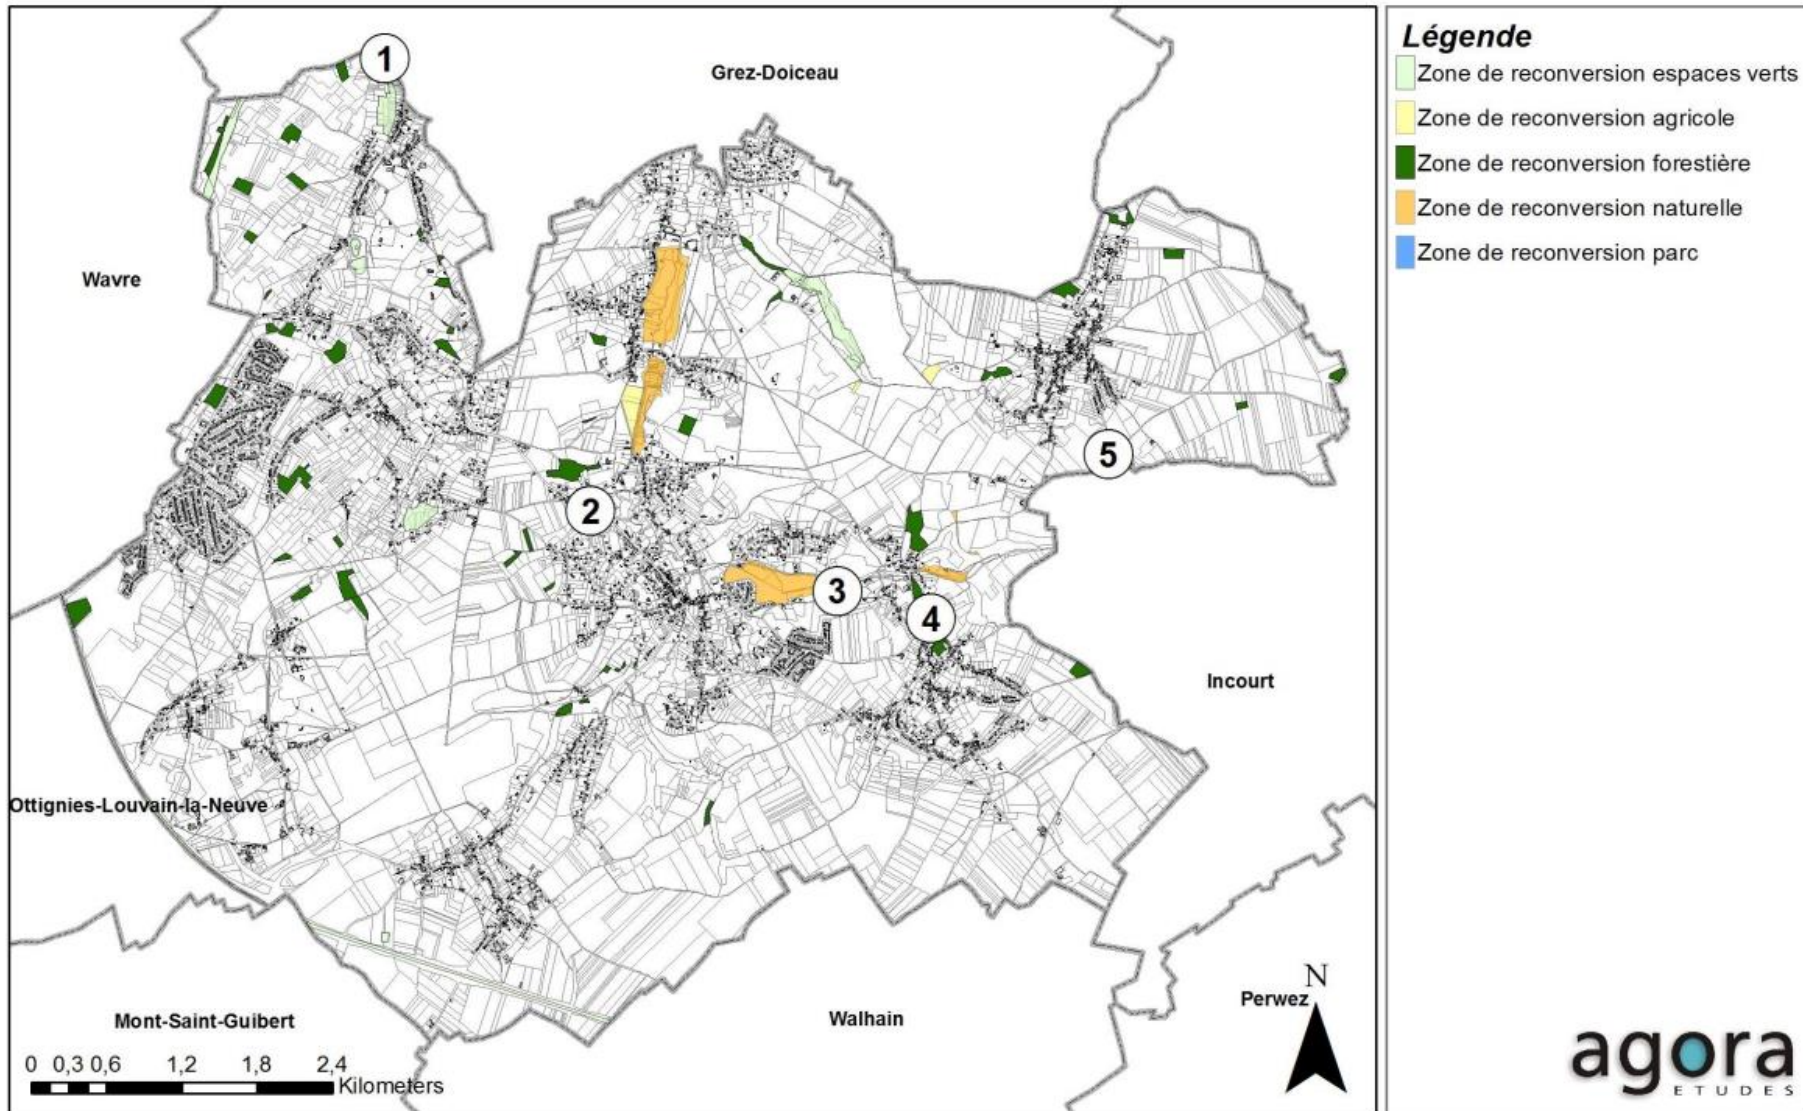 1
Grez-Doiceau
Wavre
2
3
4
5
Incourt
Ottignies-Louvain-la-Neuve
Mont-Saint-Guibert
Walhain
Perwez
N
0 0,3 0,6 1,2 1,8 2,4
Kilometers
Légende
Zone de reconversion espaces verts
Zone de reconversion agricole
Zone de reconversion forestière
Zone de reconversion naturelle
Zone de reconversion parc
agora
ETUDES